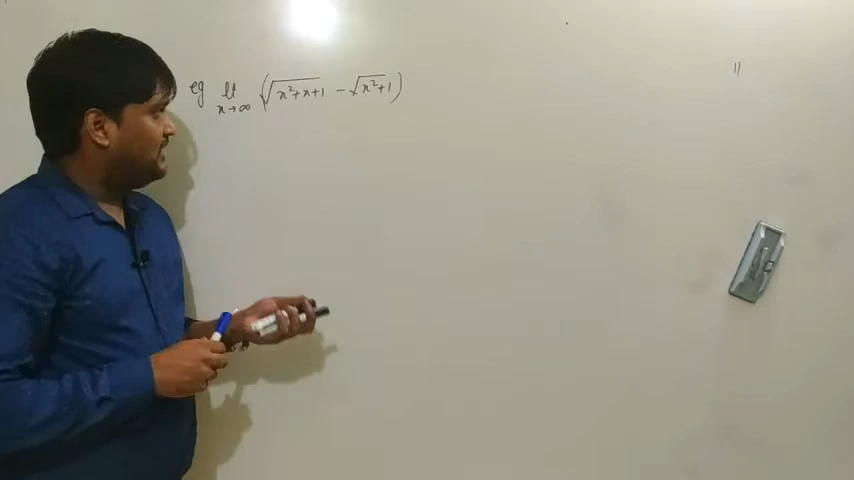 eg lt (√x²+x+1 - √x²+1)
x→∞